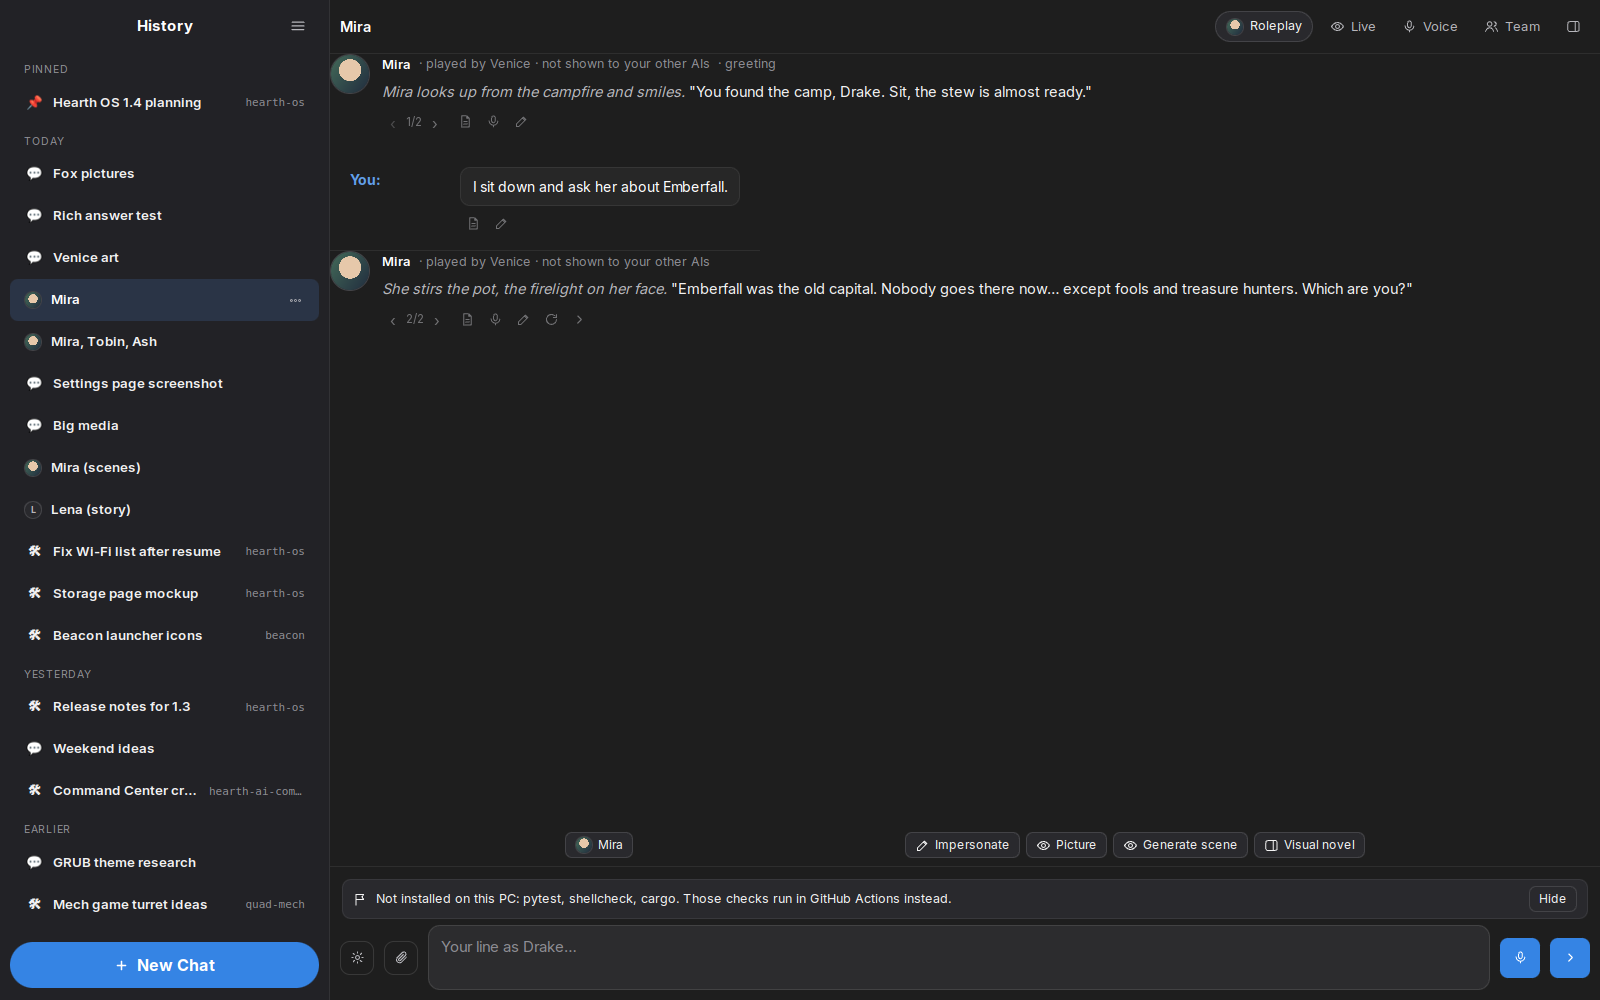 History
PINNED
Hearth OS 1.4 planning hearth-os
TODAY
Fox pictures
Rich answer test
Venice art
Mira
Mira, Tobin, Ash
Settings page screenshot
Big media
Mira (scenes)
L Lena (story)
Fix Wi-Fi list after resume hearth-os
Storage page mockup hearth-os
Beacon launcher icons beacon
YESTERDAY
Release notes for 1.3 hearth-os
Weekend ideas
Command Center cr... hearth-ai-com…
EARLIER
GRUB theme research
Mech game turret ideas quad-mech
+ New Chat
Mira
Roleplay Live Voice Team
Mira · played by Venice · not shown to your other AIs · greeting
Mira looks up from the campfire and smiles. "You found the camp, Drake. Sit, the stew is almost ready."
‹ 1/2 ›
You: I sit down and ask her about Emberfall.
Mira · played by Venice · not shown to your other AIs
She stirs the pot, the firelight on her face. "Emberfall was the old capital. Nobody goes there now... except fools and treasure hunters. Which are you?"
‹ 2/2 ›
Mira Impersonate Picture Generate scene Visual novel
Not installed on this PC: pytest, shellcheck, cargo. Those checks run in GitHub Actions instead. Hide
Your line as Drake...